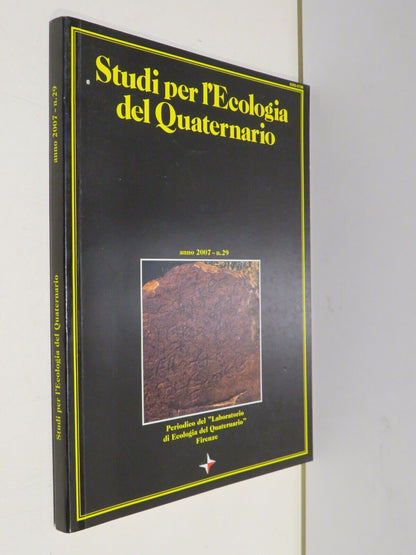 Studi per l'Ecologia
del Quaternario
anno 2007 - n.29
Periodico del "Laboratorio
di Ecologia del Quaternario"
Firenze
anno 2007 - n.29
Studi per l'Ecologia del Quaternario